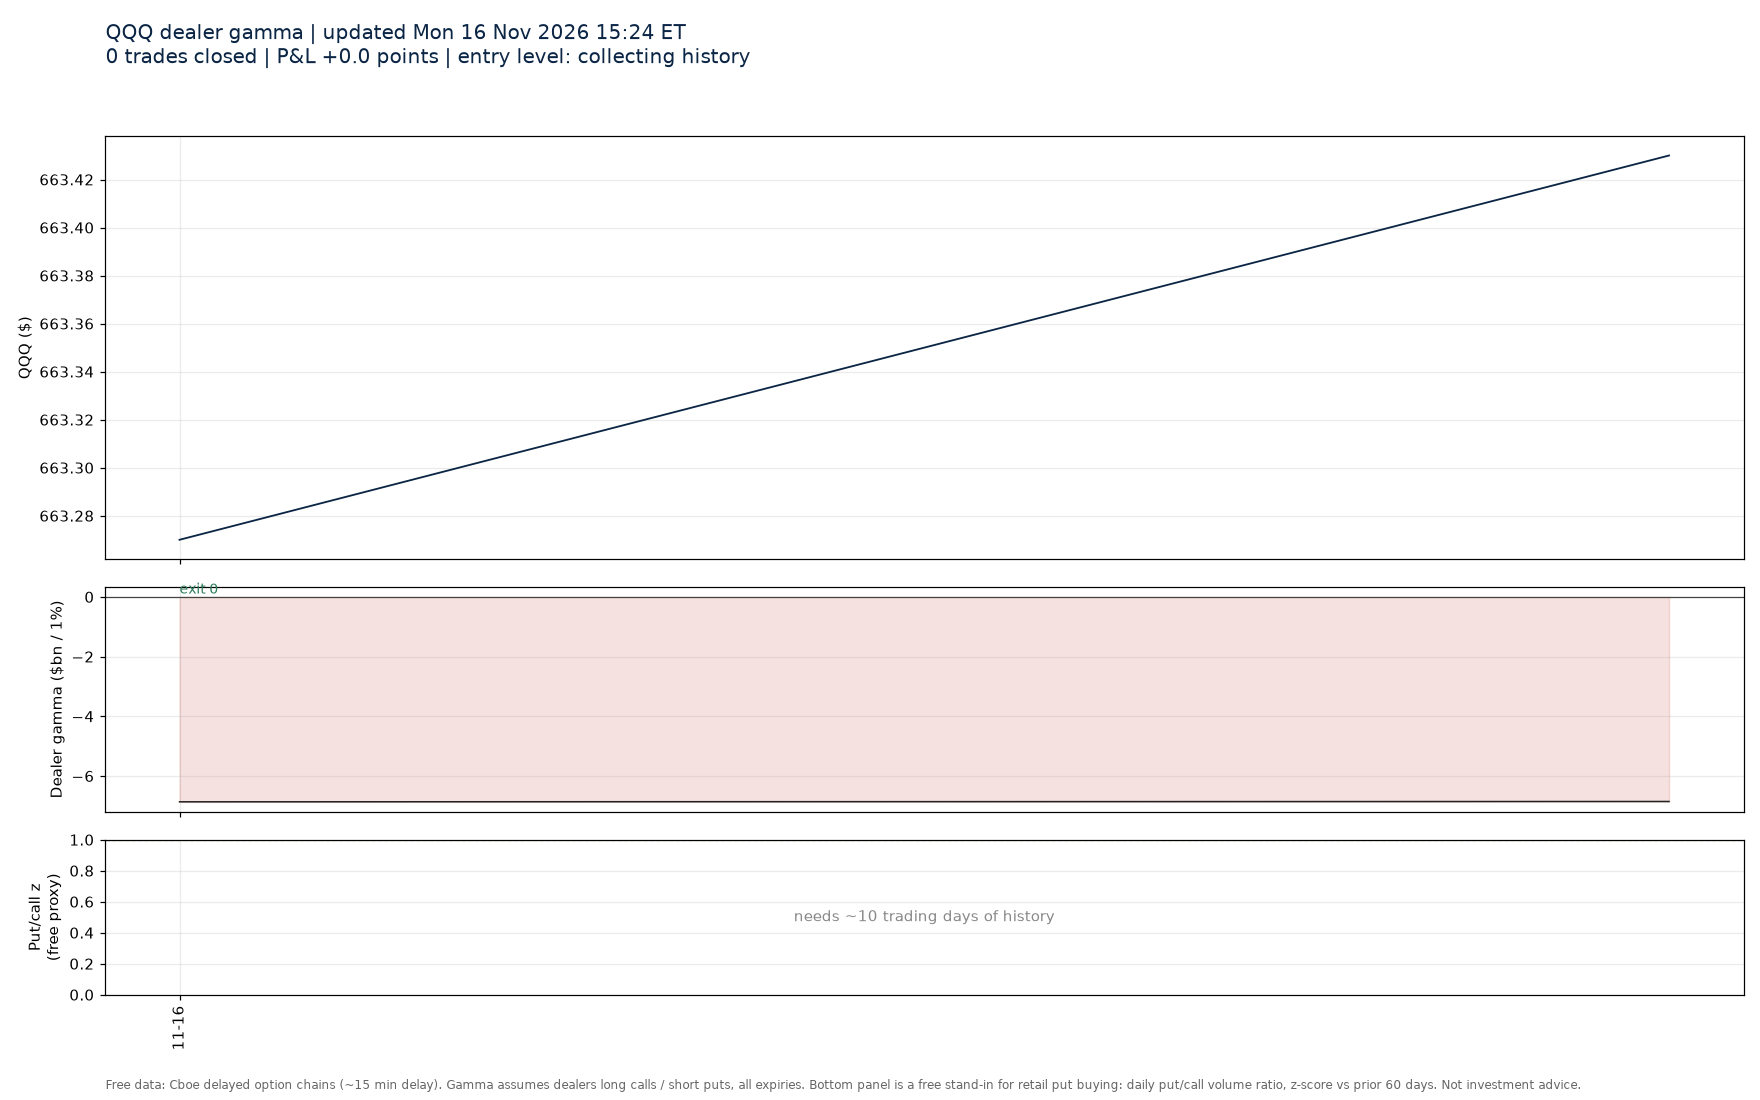 QQQ dealer gamma | updated Mon 16 Nov 2026 15:24 ET
0 trades closed | P&L +0.0 points | entry level: collecting history
663.42
663.40
663.38
663.36
663.34
663.32
663.30
663.28
QQQ ($)
exit 0
0
−2
−4
−6
Dealer gamma ($bn / 1%)
1.0
0.8
0.6
0.4
0.2
0.0
Put/call z
(free proxy)
needs ~10 trading days of history
11-16
Free data: Cboe delayed option chains (~15 min delay). Gamma assumes dealers long calls / short puts, all expiries. Bottom panel is a free stand-in for retail put buying: daily put/call volume ratio, z-score vs prior 60 days. Not investment advice.